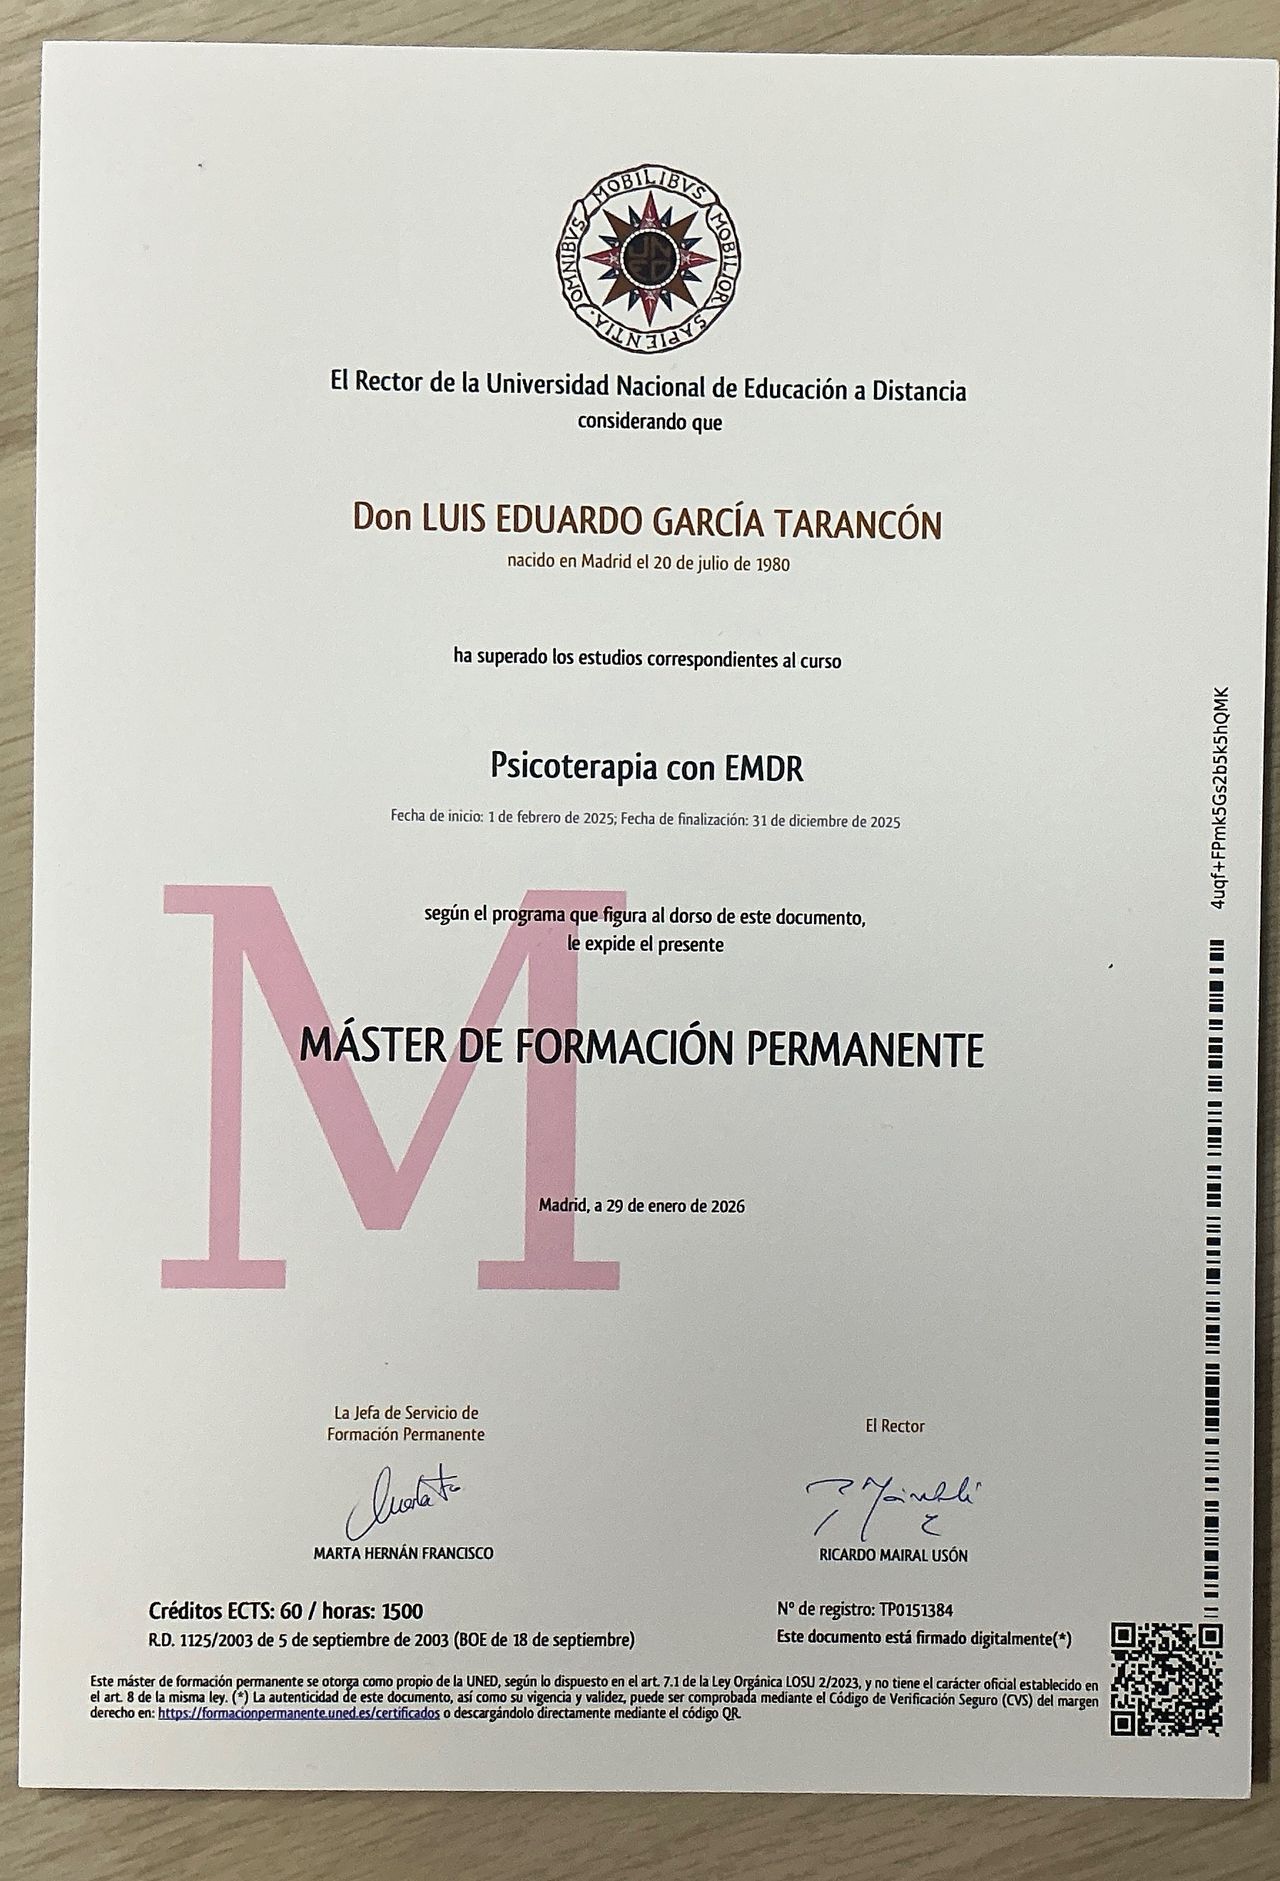 OMNIBVS MOBILIBVS MOBILIOR SAPIENTIA.
UNED
El Rector de la Universidad Nacional de Educación a Distancia
considerando que
Don LUIS EDUARDO GARCÍA TARANCÓN
nacido en Madrid el 20 de julio de 1980
ha superado los estudios correspondientes al curso
Psicoterapia con EMDR
Fecha de inicio: 1 de febrero de 2025; Fecha de finalización: 31 de diciembre de 2025
M
según el programa que figura al dorso de este documento,
le expide el presente
MÁSTER DE FORMACIÓN PERMANENTE
Madrid, a 29 de enero de 2026
La Jefa de Servicio de
Formación Permanente
MARTA HERNÁN FRANCISCO
El Rector
RICARDO MAIRAL USÓN
Créditos ECTS: 60 / horas: 1500
R.D. 1125/2003 de 5 de septiembre de 2003 (BOE de 18 de septiembre)
Nº de registro: TP0151384
Este documento está firmado digitalmente(*)
Este máster de formación permanente se otorga como propio de la UNED, según lo dispuesto en el art. 7.1 de la Ley Orgánica LOSU 2/2023, y no tiene el carácter oficial establecido en
el art. 8 de la misma ley. (*) La autenticidad de este documento, así como su vigencia y validez, puede ser comprobada mediante el Código de Verificación Seguro (CVS) del margen
derecho en: https://formacionpermanente.uned.es/certificados o descargándolo directamente mediante el código QR.
4uqf+FPmk5Gs2b5k5hQMK